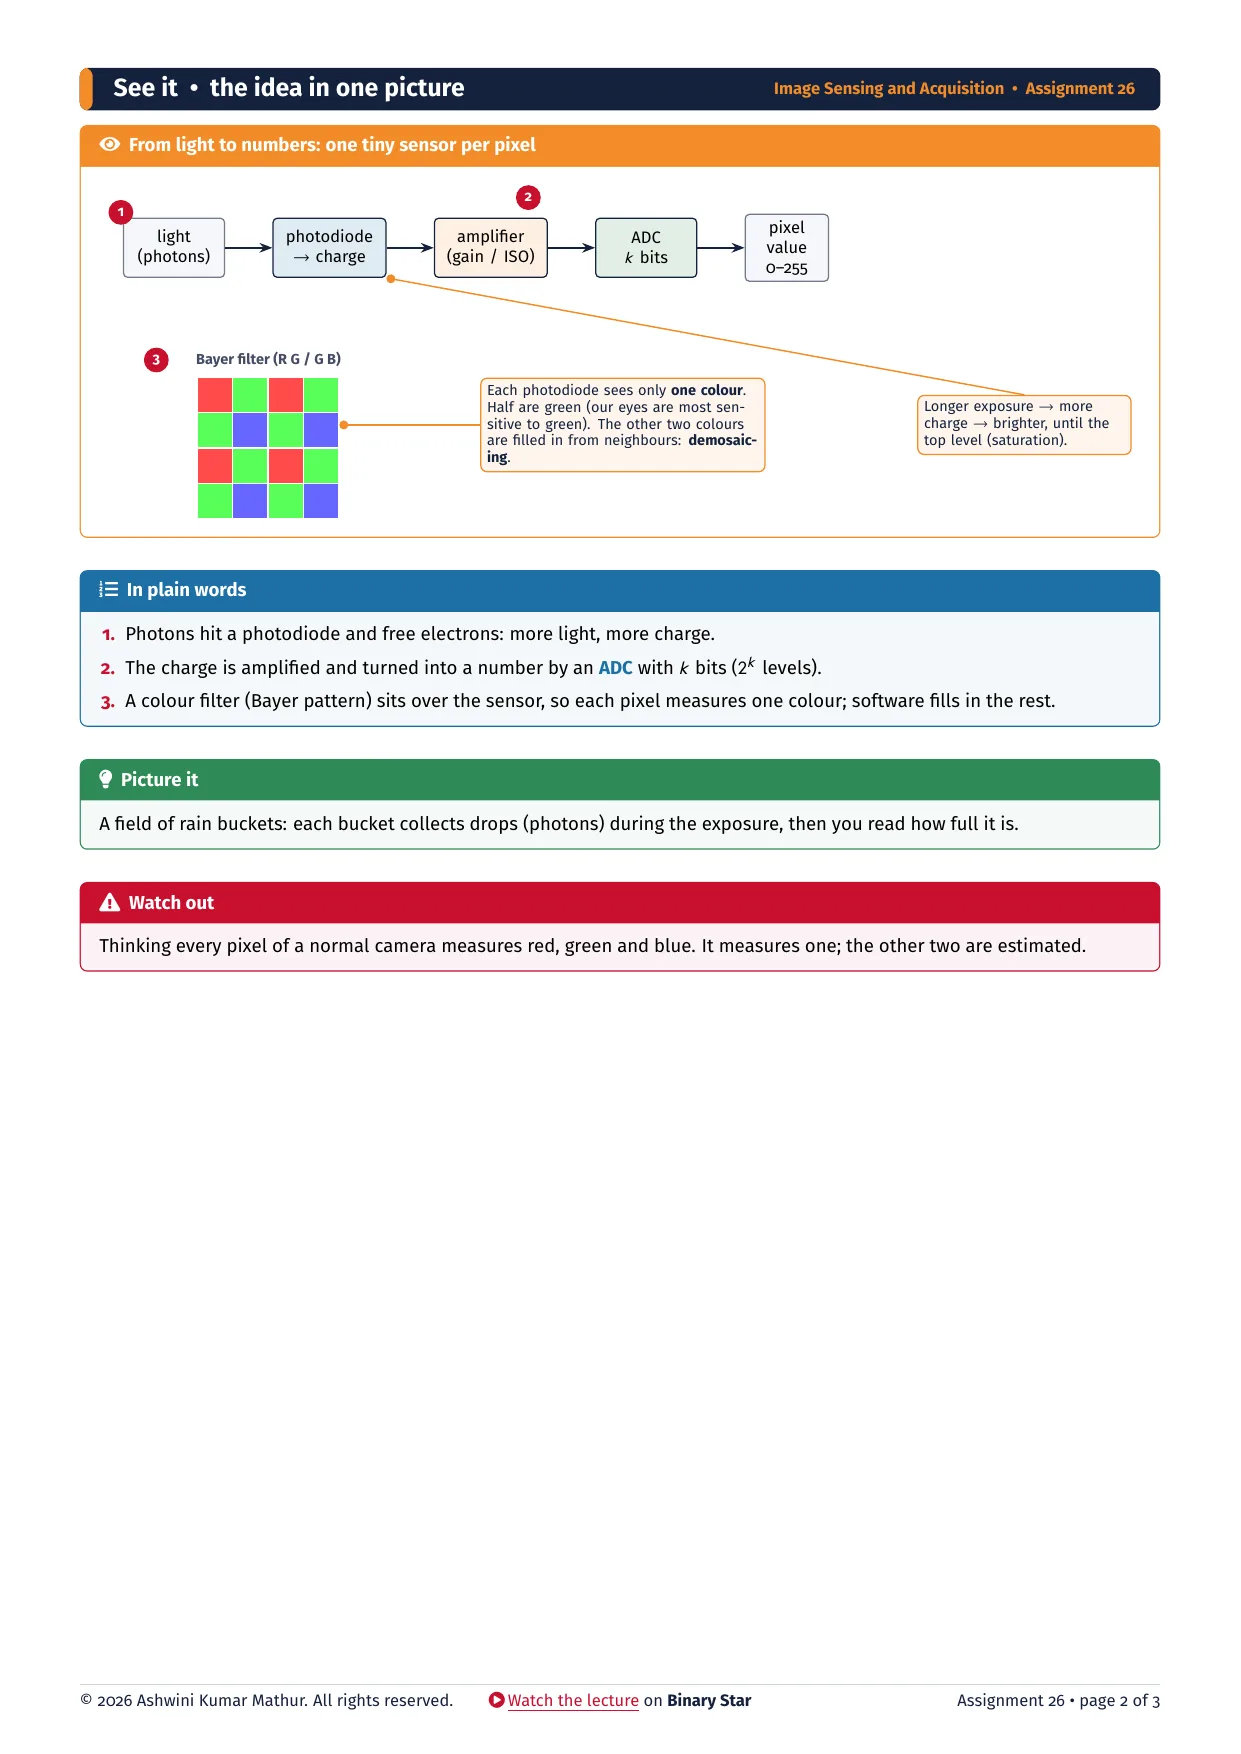 See it • the idea in one picture
Image Sensing and Acquisition • Assignment 26
From light to numbers: one tiny sensor per pixel
1
2
light
(photons)
photodiode
→ charge
amplifier
(gain / ISO)
ADC
k bits
pixel
value
0–255
3
Bayer filter (R G / G B)
Each photodiode sees only one colour.
Half are green (our eyes are most sen-
sitive to green). The other two colours
are filled in from neighbours: demosaic-
ing.
Longer exposure → more
charge → brighter, until the
top level (saturation).
In plain words
1. Photons hit a photodiode and free electrons: more light, more charge.
2. The charge is amplified and turned into a number by an ADC with k bits (2^k levels).
3. A colour filter (Bayer pattern) sits over the sensor, so each pixel measures one colour; software fills in the rest.
Picture it
A field of rain buckets: each bucket collects drops (photons) during the exposure, then you read how full it is.
Watch out
Thinking every pixel of a normal camera measures red, green and blue. It measures one; the other two are estimated.
© 2026 Ashwini Kumar Mathur. All rights reserved.
Watch the lecture on Binary Star
Assignment 26 • page 2 of 3